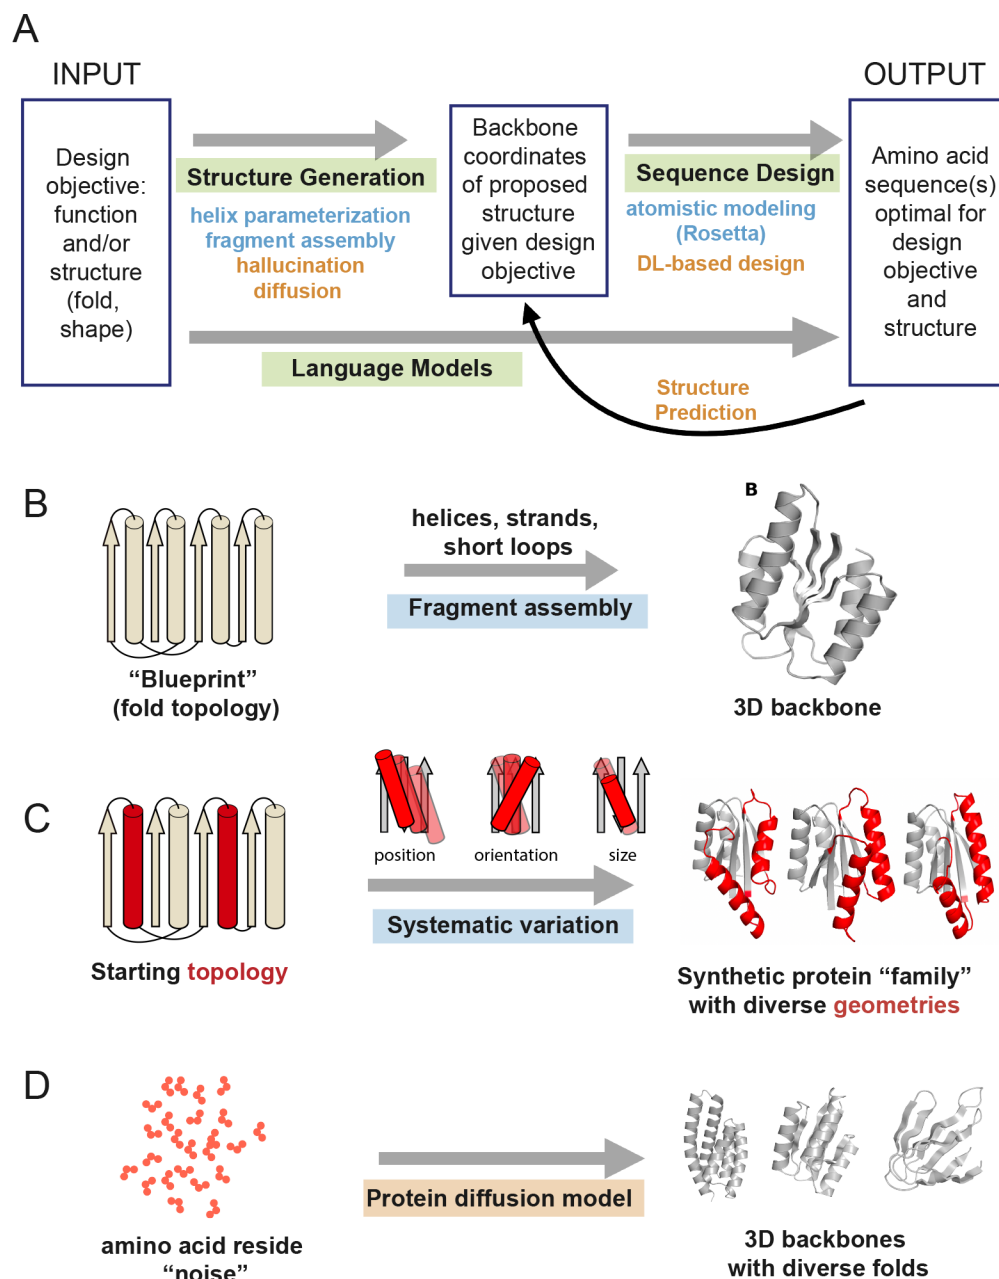 A
INPUT
OUTPUT
Design
objective:
function
and/or
structure
(fold,
shape)
Structure Generation
helix parameterization
fragment assembly
hallucination
diffusion
Backbone
coordinates
of proposed
structure
given design
objective
Sequence Design
atomistic modeling
(Rosetta)
DL-based design
Amino acid
sequence(s)
optimal for
design
objective
and
structure
Language Models
Structure
Prediction
B
“Blueprint”
(fold topology)
helices, strands,
short loops
Fragment assembly
B
3D backbone
C
Starting topology
position
orientation
size
Systematic variation
Synthetic protein “family”
with diverse geometries
D
amino acid reside
“noise”
Protein diffusion model
3D backbones
with diverse folds